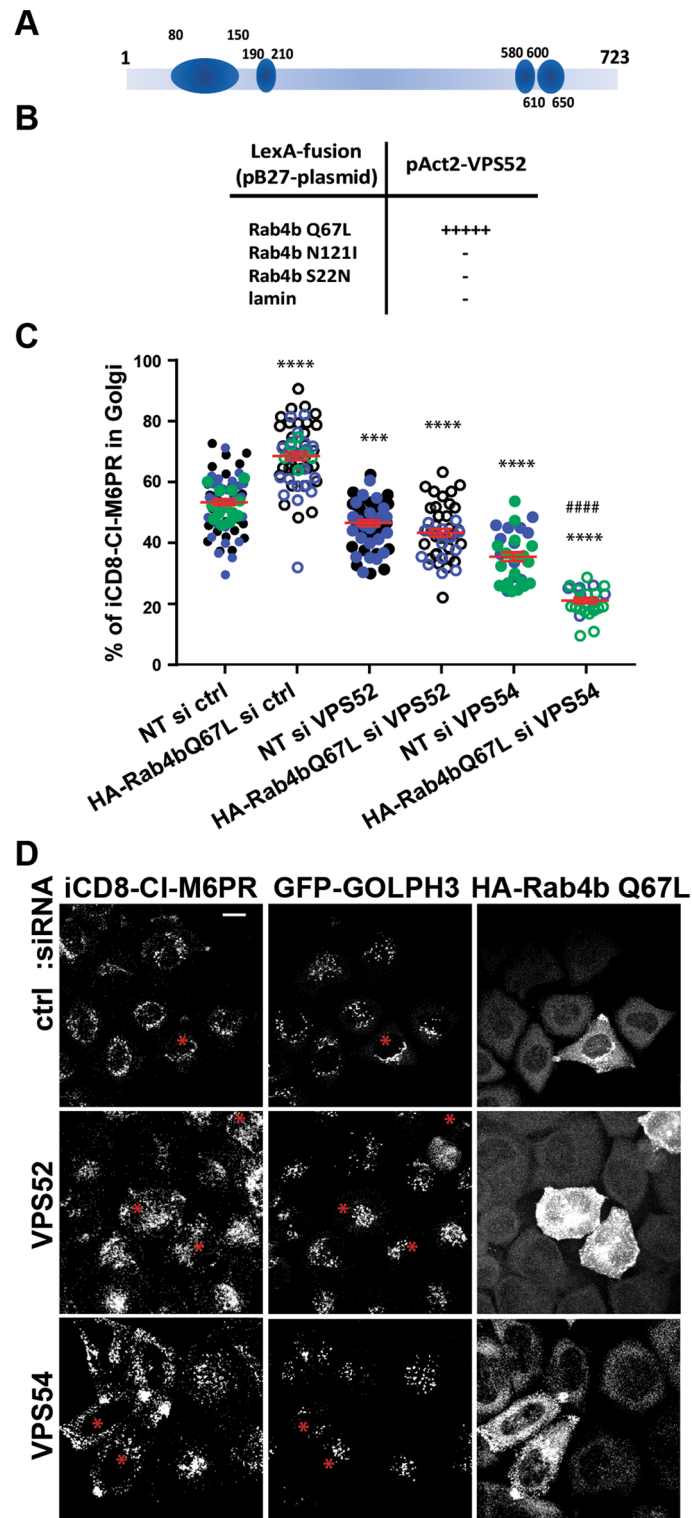 A
80 150
1 190 210 580 600 723
610 650
B
LexA-fusion
(pB27-plasmid)
pAct2-VPS52
Rab4b Q67L +++++
Rab4b N121I -
Rab4b S22N -
lamin -
C
% of iCD8-CI-M6PR in Golgi
100
80
60
40
20
0
****
***
****
****
####
****
NT si ctrl
HA-Rab4bQ67L si ctrl
NT si VPS52
HA-Rab4bQ67L si VPS52
NT si VPS54
HA-Rab4bQ67L si VPS54
D
iCD8-CI-M6PR GFP-GOLPH3 HA-Rab4b Q67L
ctrl :siRNA
* *
VPS52
* *
* *
* *
VPS54
* *
* *